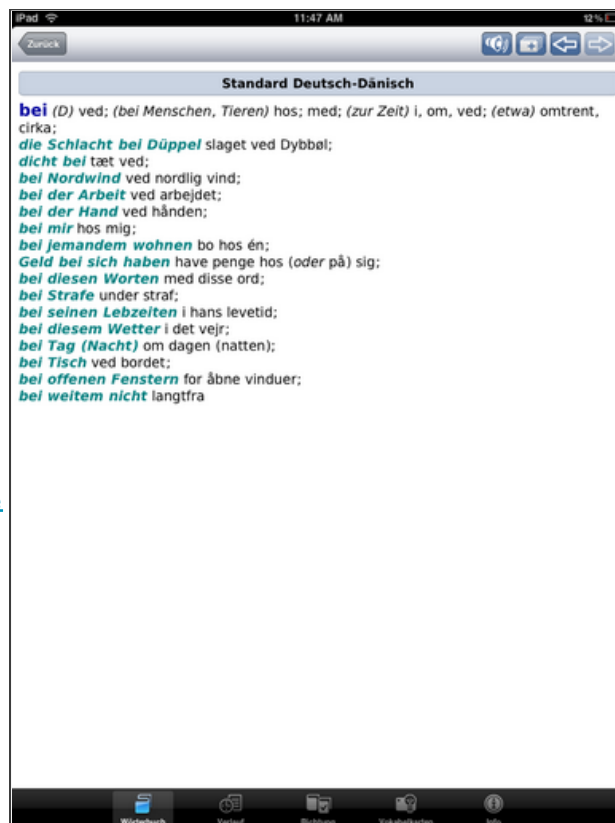 iPad 11:47 AM 12%
Zurück
Standard Deutsch-Dänisch
bei (D) ved; (bei Menschen, Tieren) hos; med; (zur Zeit) i, om, ved; (etwa) omtrent,
cirka;
die Schlacht bei Düppel slaget ved Dybbøl;
dicht bei tæt ved;
bei Nordwind ved nordlig vind;
bei der Arbeit ved arbejdet;
bei der Hand ved hånden;
bei mir hos mig;
bei jemandem wohnen bo hos én;
Geld bei sich haben have penge hos (oder på) sig;
bei diesen Worten med disse ord;
bei Strafe under straf;
bei seinen Lebzeiten i hans levetid;
bei diesem Wetter i det vejr;
bei Tag (Nacht) om dagen (natten);
bei Tisch ved bordet;
bei offenen Fenstern for åbne vinduer;
bei weitem nicht langtfra
Wörterbuch Verlauf Richtung Vokabelkarten Info